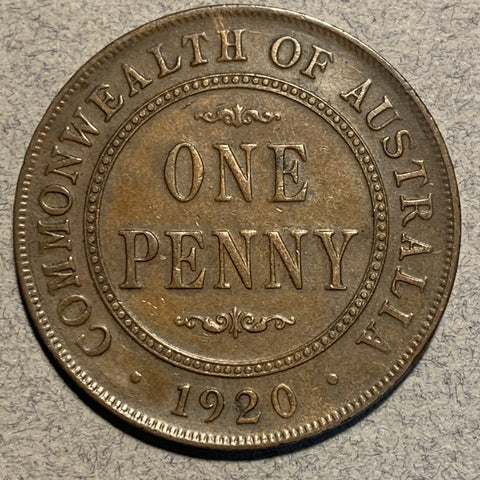 COMMONWEALTH OF AUSTRALIA
ONE
PENNY
1920